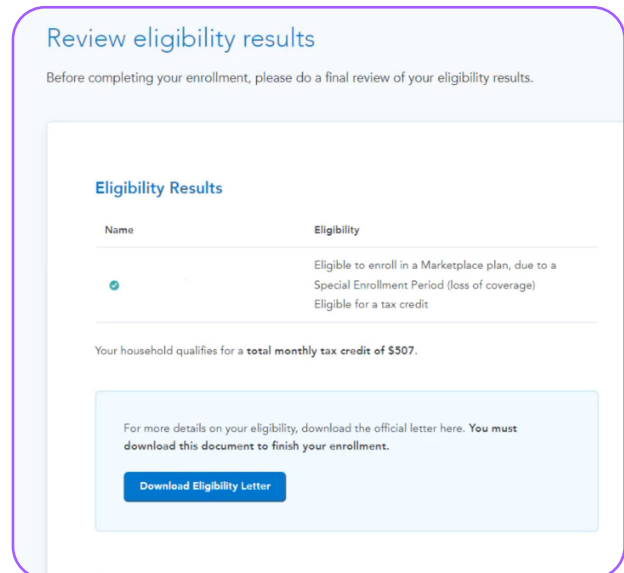 Review eligibility results
Before completing your enrollment, please do a final review of your eligibility results.
Eligibility Results
Name Eligibility
Eligible to enroll in a Marketplace plan, due to a
Special Enrollment Period (loss of coverage)
Eligible for a tax credit
Your household qualifies for a total monthly tax credit of $507.
For more details on your eligibility, download the official letter here. You must
download this document to finish your enrollment.
Download Eligibility Letter